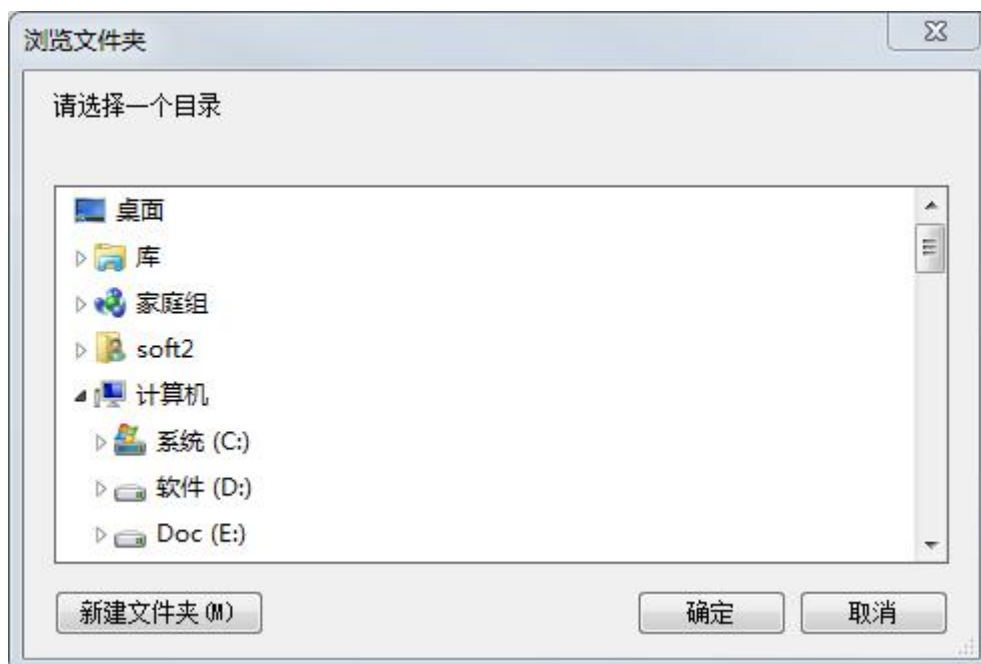 浏览文件夹
请选择一个目录
桌面
库
家庭组
soft2
计算机
系统 (C:)
软件 (D:)
Doc (E:)
新建文件夹(M) 确定 取消